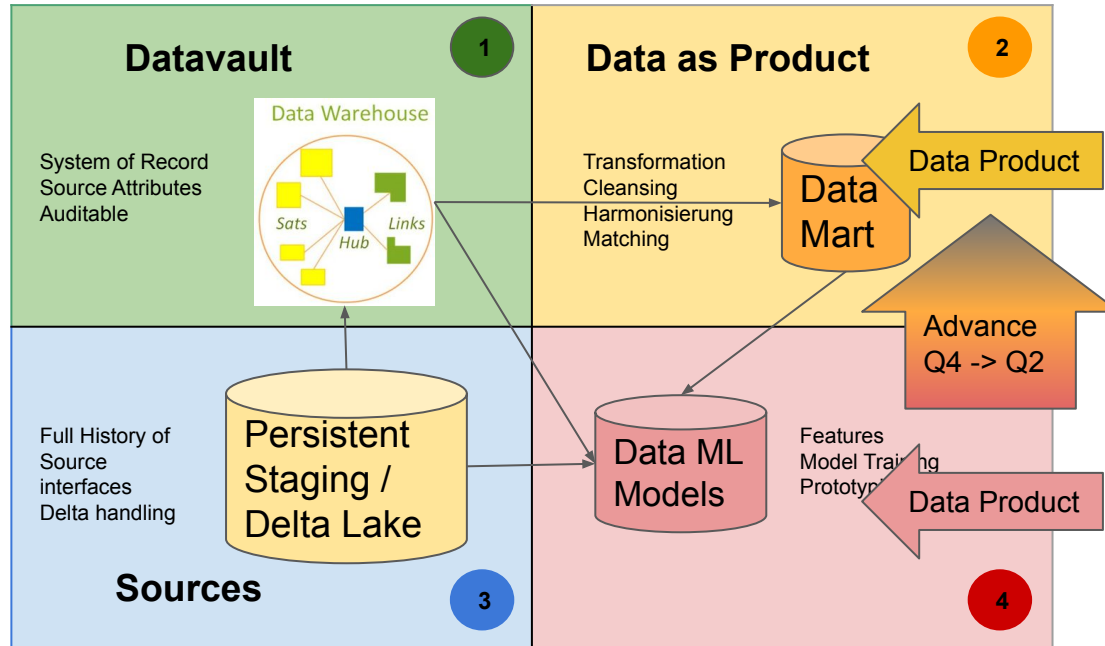 Datavault
1
Data as Product
2
Data Warehouse
Sats
Hub
Links
System of Record
Source Attributes
Auditable
Transformation
Cleansing
Harmonisierung
Matching
Data
Mart
Data Product
Advance
Q4 -> Q2
Full History of
Source
interfaces
Delta handling
Persistent
Staging /
Delta Lake
Sources
3
Data ML
Models
Features
Model Training
Data Product
4